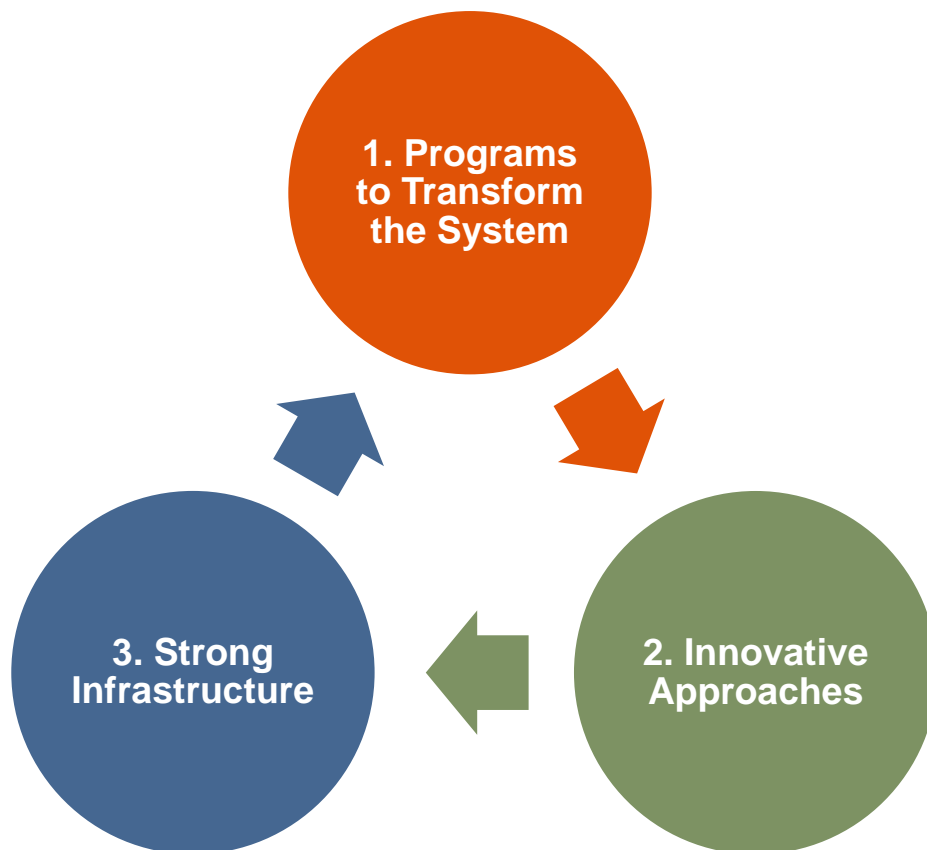 1. Programs
to Transform
the System
2. Innovative
Approaches
3. Strong
Infrastructure